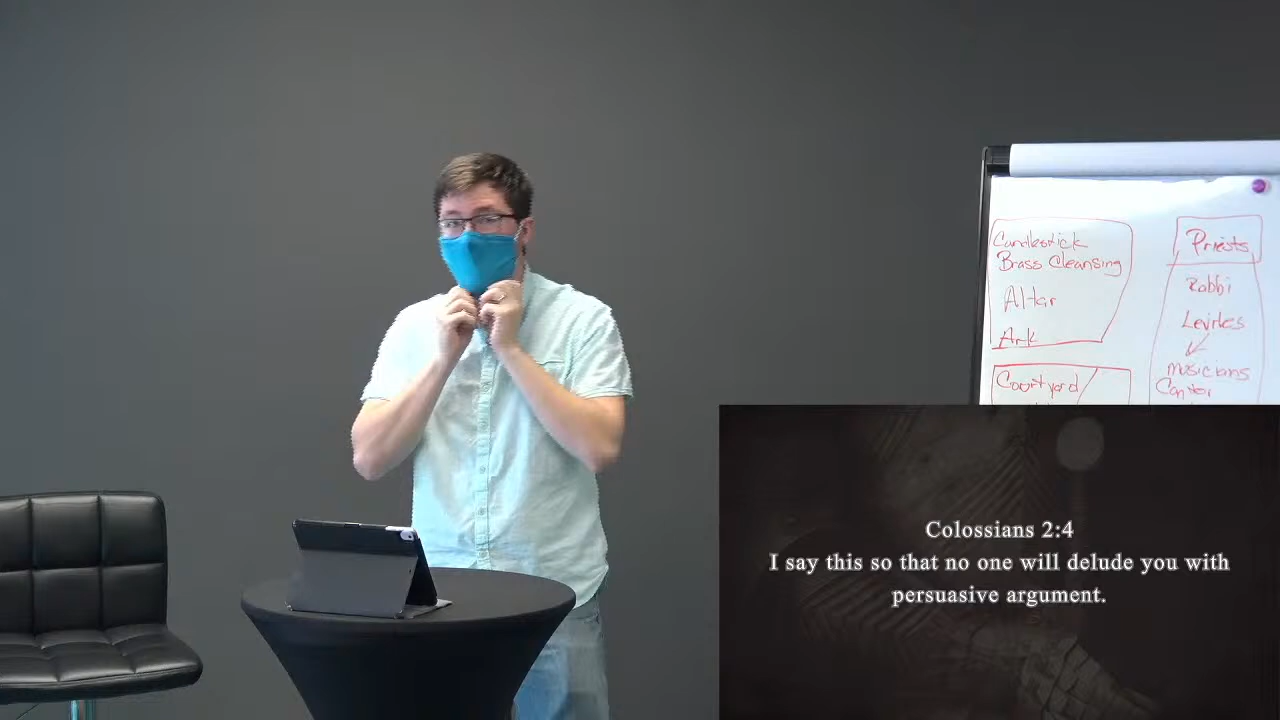 Candlestick
Brass Cleansing
Altar
Ark
Courtyard
Priests
Rabbi
Levites
Musicians
Cantor
Colossians 2:4
I say this so that no one will delude you with
persuasive argument.